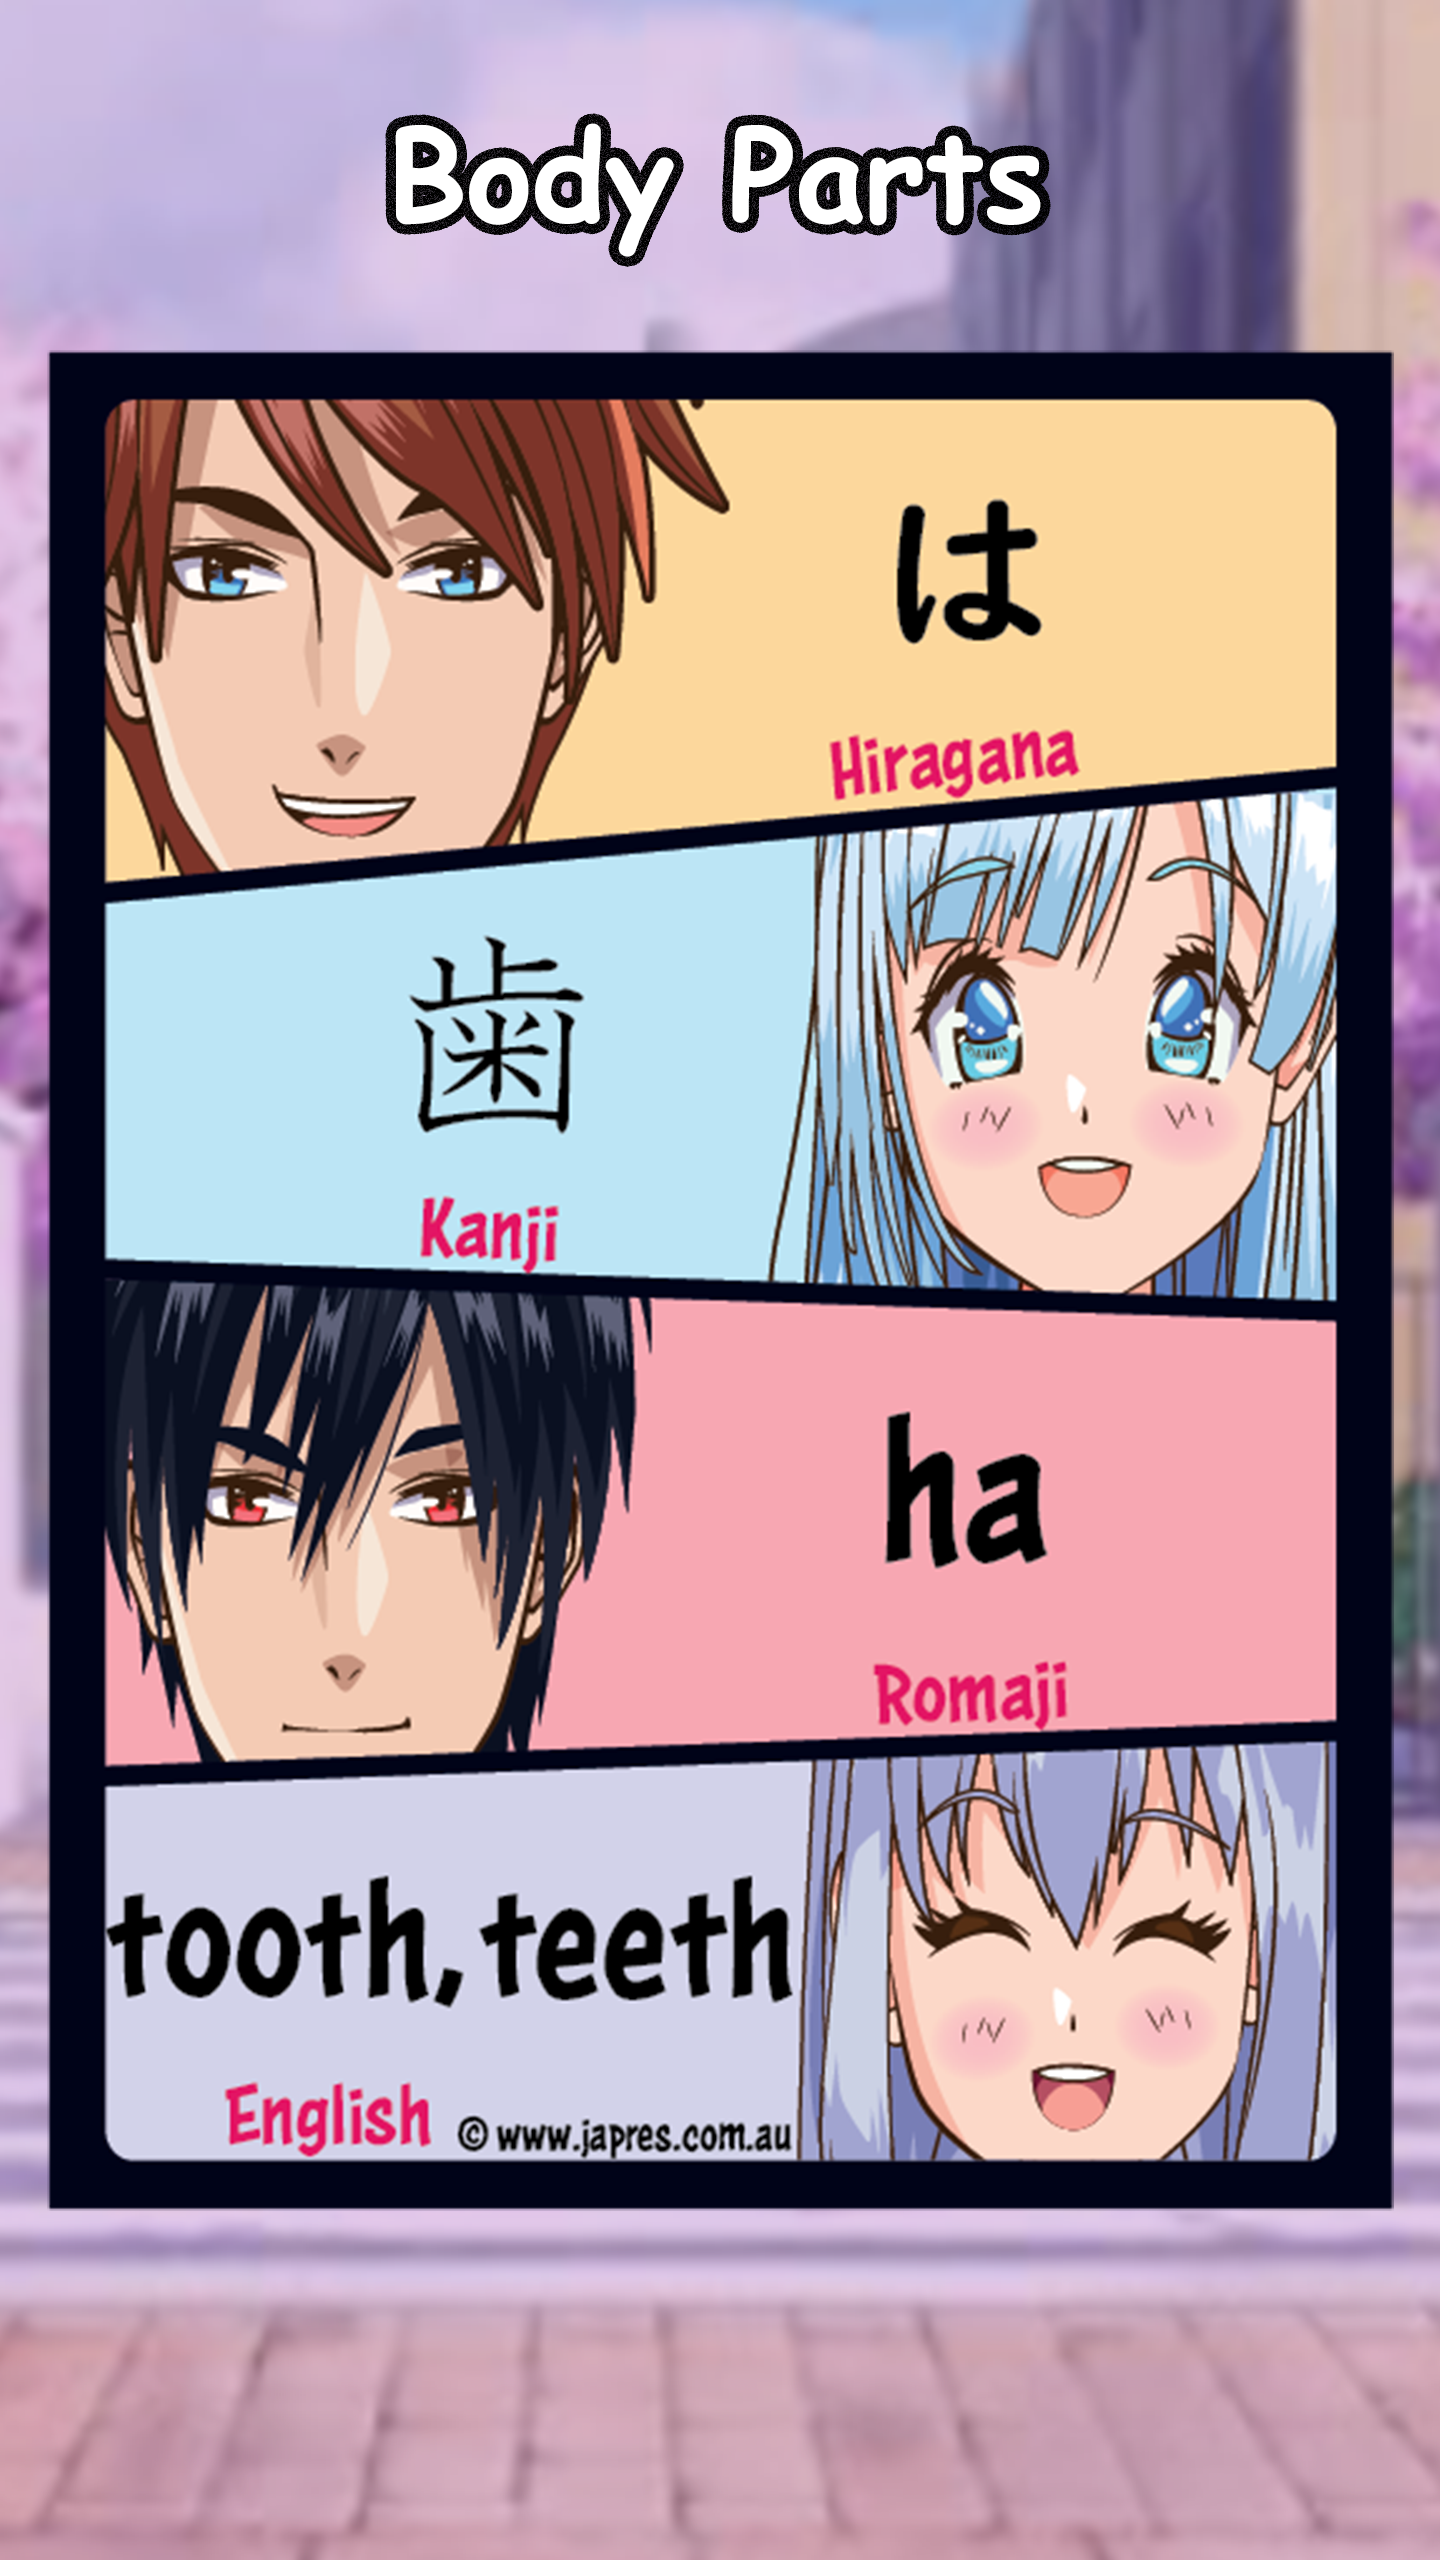 Body Parts
は
Hiragana
歯
Kanji
ha
Romaji
tooth, teeth
English
© www.japres.com.au